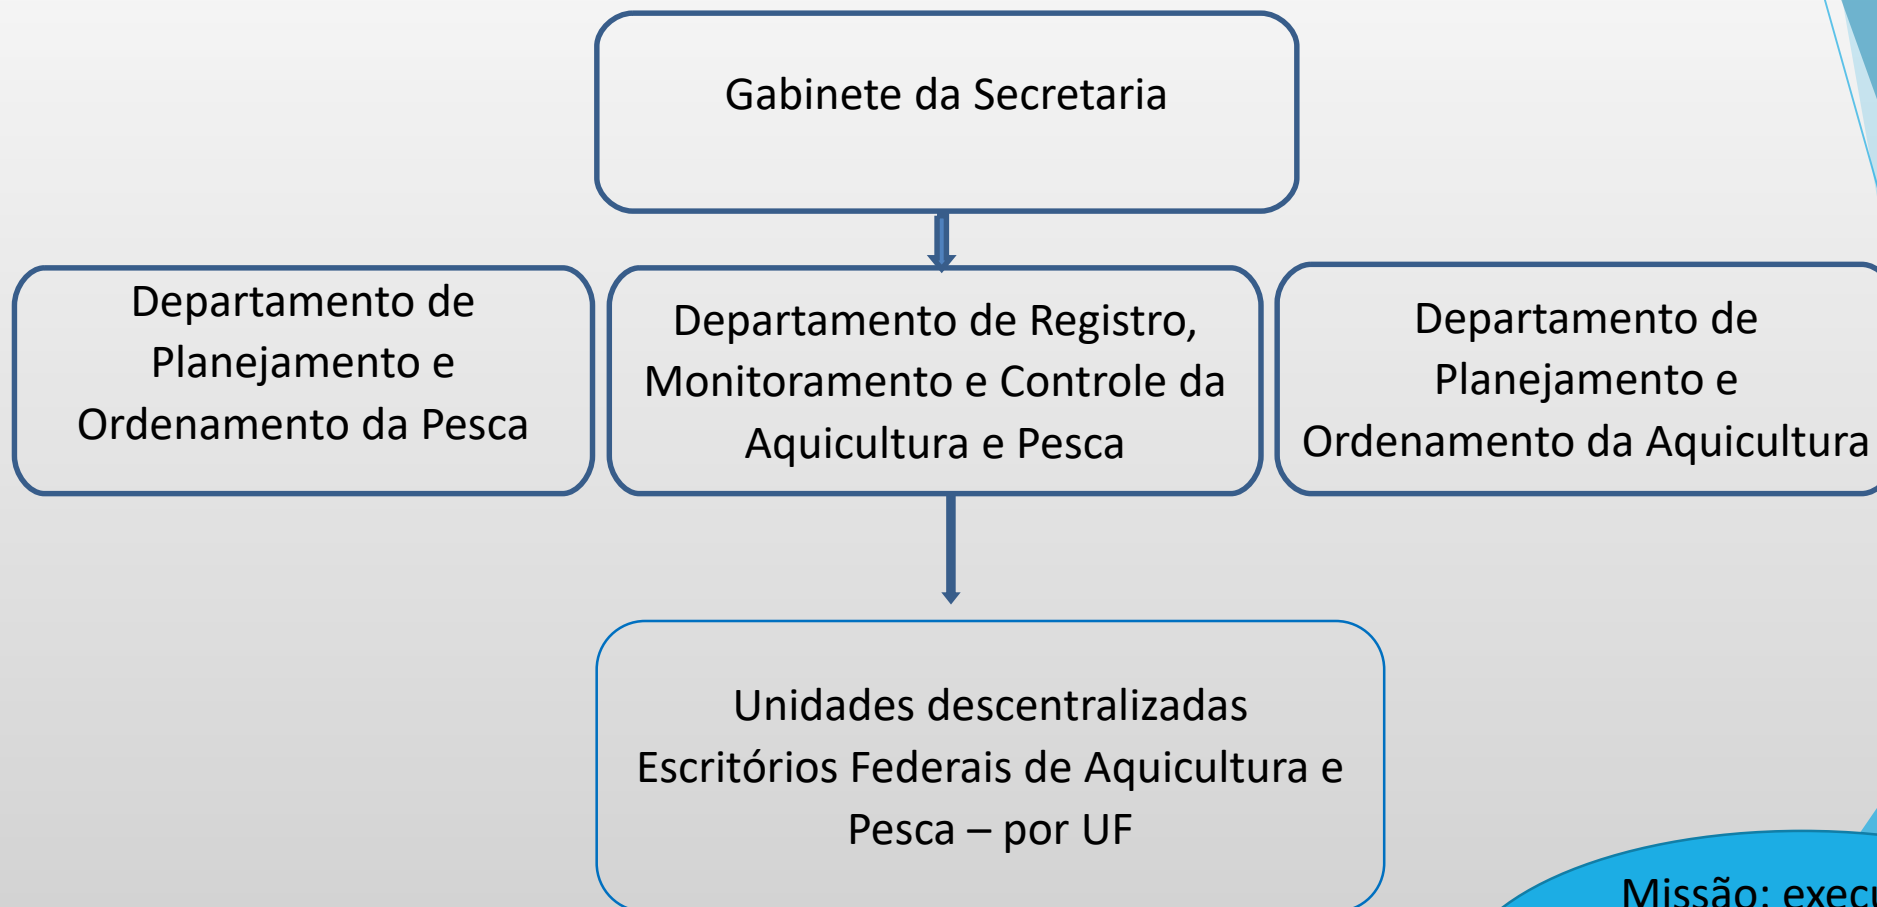 Gabinete da Secretaria
Departamento de
Planejamento e
Ordenamento da Pesca
Departamento de Registro,
Monitoramento e Controle da
Aquicultura e Pesca
Departamento de
Planejamento e
Ordenamento da Aquicultura
Unidades descentralizadas
Escritórios Federais de Aquicultura e
Pesca – por UF
Missão: